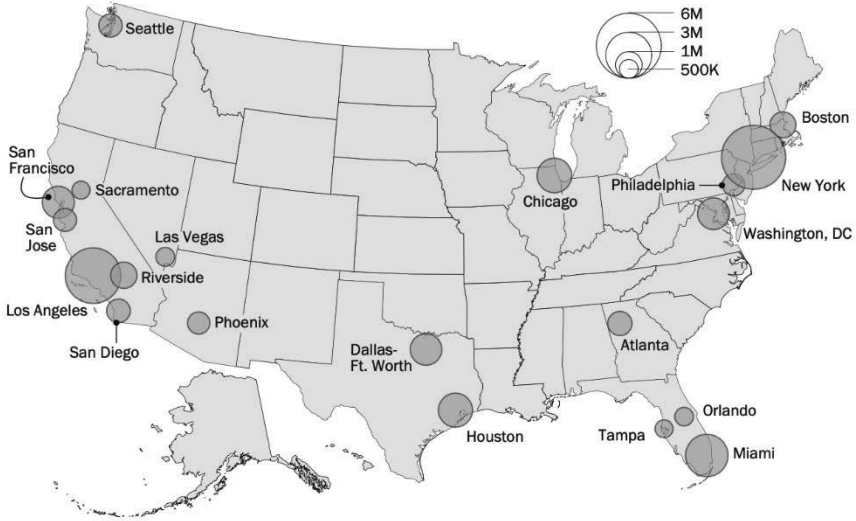 6M
3M
1M
500K
Seattle
Boston
San
Francisco
Sacramento
Philadelphia
New York
Chicago
San
Jose
Las Vegas
Washington, DC
Riverside
Los Angeles
Phoenix
San Diego
Dallas-
Ft. Worth
Atlanta
Houston
Orlando
Tampa
Miami